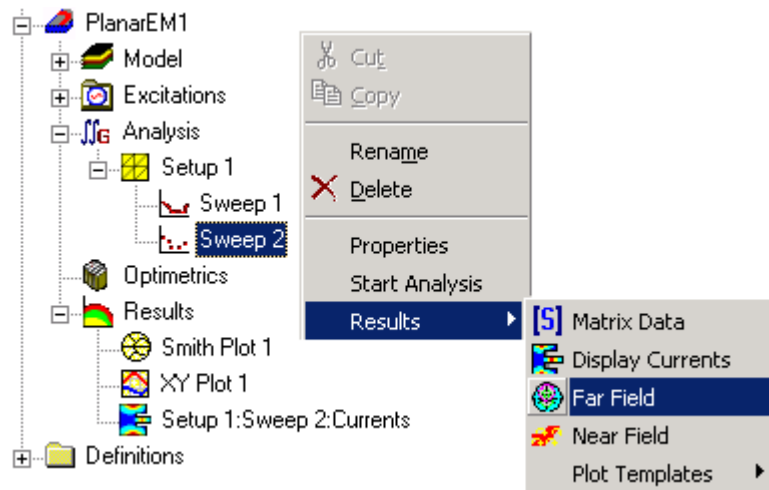 PlanarEM1
Model
Excitations
Analysis
Setup 1
Sweep 1
Sweep 2
Optimetrics
Results
Smith Plot 1
XY Plot 1
Setup 1:Sweep 2:Currents
Definitions
Cut
Copy
Rename
Delete
Properties
Start Analysis
Results
[S] Matrix Data
Display Currents
Far Field
Near Field
Plot Templates